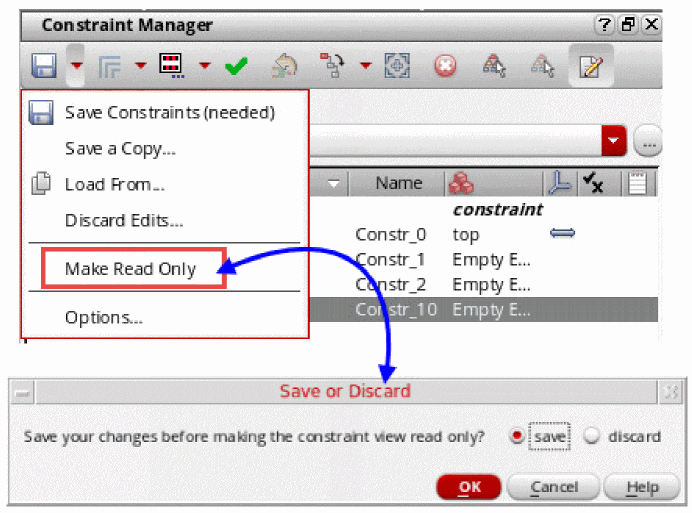 Constraint Manager
Save Constraints (needed)
Save a Copy...
Load From...
Discard Edits...
Make Read Only
Options...
Name
constraint
Constr_0 top
Constr_1 Empty E...
Constr_2 Empty E...
Constr_10 Empty E...
Save or Discard
Save your changes before making the constraint view read only? save discard
OK Cancel Help